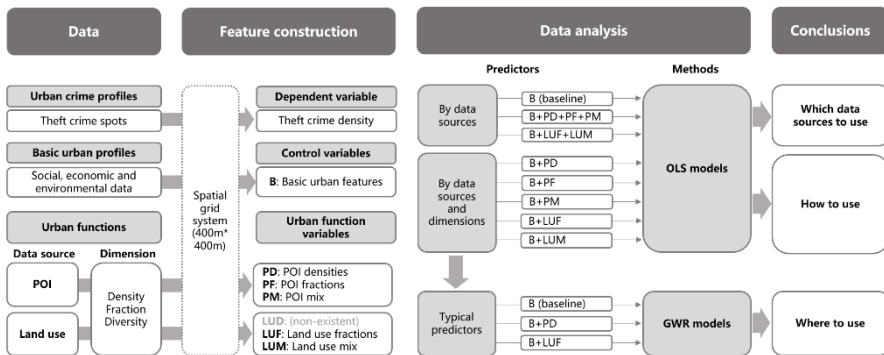 Data
Feature construction
Data analysis
Conclusions
Urban crime profiles
Theft crime spots
Basic urban profiles
Social, economic and
environmental data
Urban functions
Data source
Dimension
POI
Land use
Density
Fraction
Diversity
Spatial
grid
system
(400m*
400m)
Dependent variable
Theft crime density
Control variables
B: Basic urban features
Urban function
variables
PD: POI densities
PF: POI fractions
PM: POI mix
LUD: (non-existent)
LUF: Land use fractions
LUM: Land use mix
Predictors
Methods
By data
sources
B (baseline)
B+PD+PF+PM
B+LUF+LUM
By data
sources
and
dimensions
B+PD
B+PF
B+PM
B+LUF
B+LUM
OLS models
Typical
predictors
B (baseline)
B+PD
B+LUF
GWR models
Which data
sources to use
How to use
Where to use